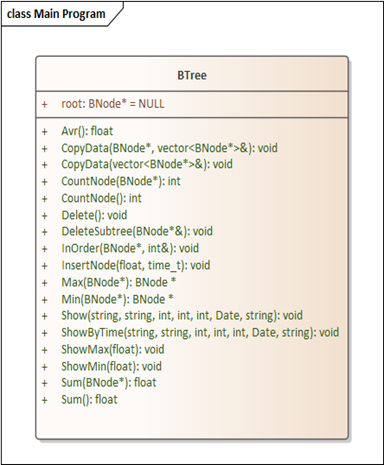 class Main Program
BTree
+ root: BNode* = NULL
+ Avr(): float
+ CopyData(BNode*, vector<BNode*>&): void
+ CopyData(vector<BNode*>&): void
+ CountNode(BNode*): int
+ CountNode(): int
+ Delete(): void
+ DeleteSubtree(BNode*&): void
+ InOrder(BNode*, int&): void
+ InsertNode(float, time_t): void
+ Max(BNode*): BNode *
+ Min(BNode*): BNode *
+ Show(string, string, int, int, int, Date, string): void
+ ShowByTime(string, string, int, int, int, Date, string): void
+ ShowMax(float): void
+ ShowMin(float): void
+ Sum(BNode*): float
+ Sum(): float